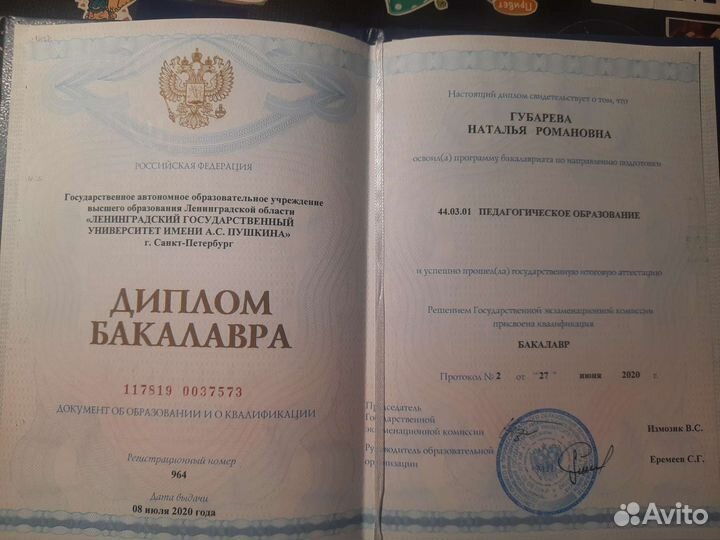 Привет
РОССИЙСКАЯ ФЕДЕРАЦИЯ
Государственное автономное образовательное учреждение
высшего образования Ленинградской области
«ЛЕНИНГРАДСКИЙ ГОСУДАРСТВЕННЫЙ
УНИВЕРСИТЕТ ИМЕНИ А.С. ПУШКИНА»
г. Санкт-Петербург
ДИПЛОМ
БАКАЛАВРА
117819 0037573
ДОКУМЕНТ ОБ ОБРАЗОВАНИИ И О КВАЛИФИКАЦИИ
Регистрационный номер
964
Дата выдачи
08 июля 2020 года
Настоящий диплом свидетельствует о том, что
ГУБАРЕВА
НАТАЛЬЯ РОМАНОВНА
освоил(а) программу бакалавриата по направлению подготовки
44.03.01 ПЕДАГОГИЧЕСКОЕ ОБРАЗОВАНИЕ
и успешно прошел(ла) государственную итоговую аттестацию
Решением Государственной экзаменационной комиссии
присвоена квалификация
БАКАЛАВР
Протокол № 2 от "27" июня 2020 г.
Председатель
Государственной
экзаменационной комиссии Измозик В.С.
Руководитель образовательной
организации Еремеев С.Г.
М.П.
Avito